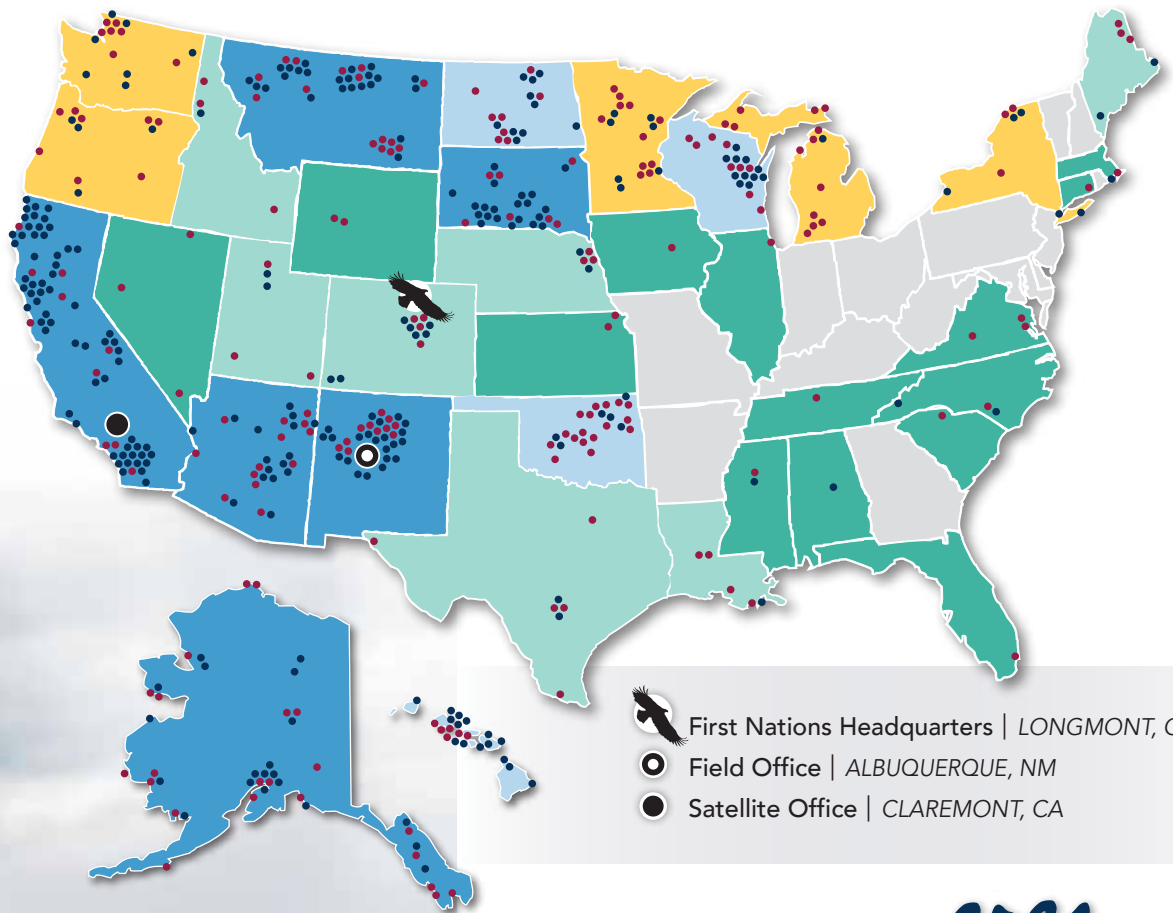 First Nations Headquarters | LONGMONT,
Field Office | ALBUQUERQUE, NM
Satellite Office | CLAREMONT, CA